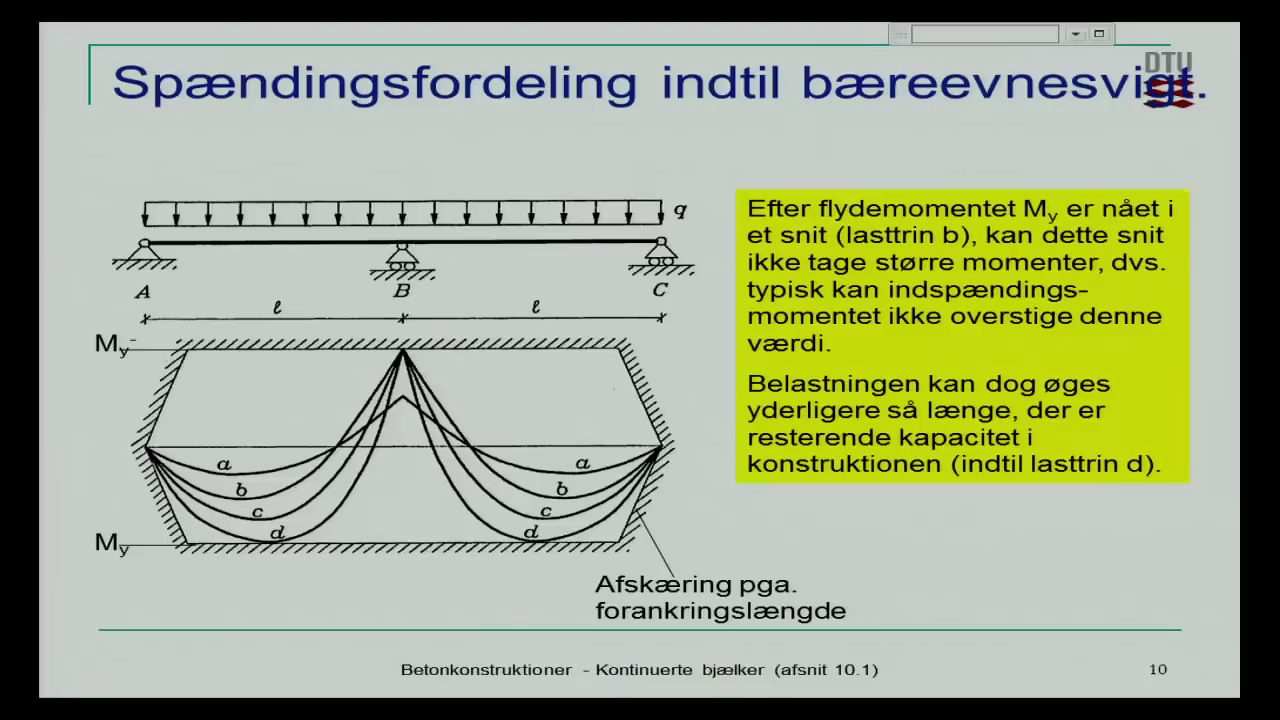 DTU
Spændingsfordeling indtil bæreevnesvigt.
q
A
B
C
ℓ
ℓ
My-
a
a
b
b
c
c
d
d
My
Afskæring pga.
forankringslængde
Efter flydemomentet My er nået i
et snit (lasttrin b), kan dette snit
ikke tage større momenter, dvs.
typisk kan indspændings-
momentet ikke overstige denne
værdi.
Belastningen kan dog øges
yderligere så længe, der er
resterende kapacitet i
konstruktionen (indtil lasttrin d).
Betonkonstruktioner - Kontinuerte bjælker (afsnit 10.1)
10